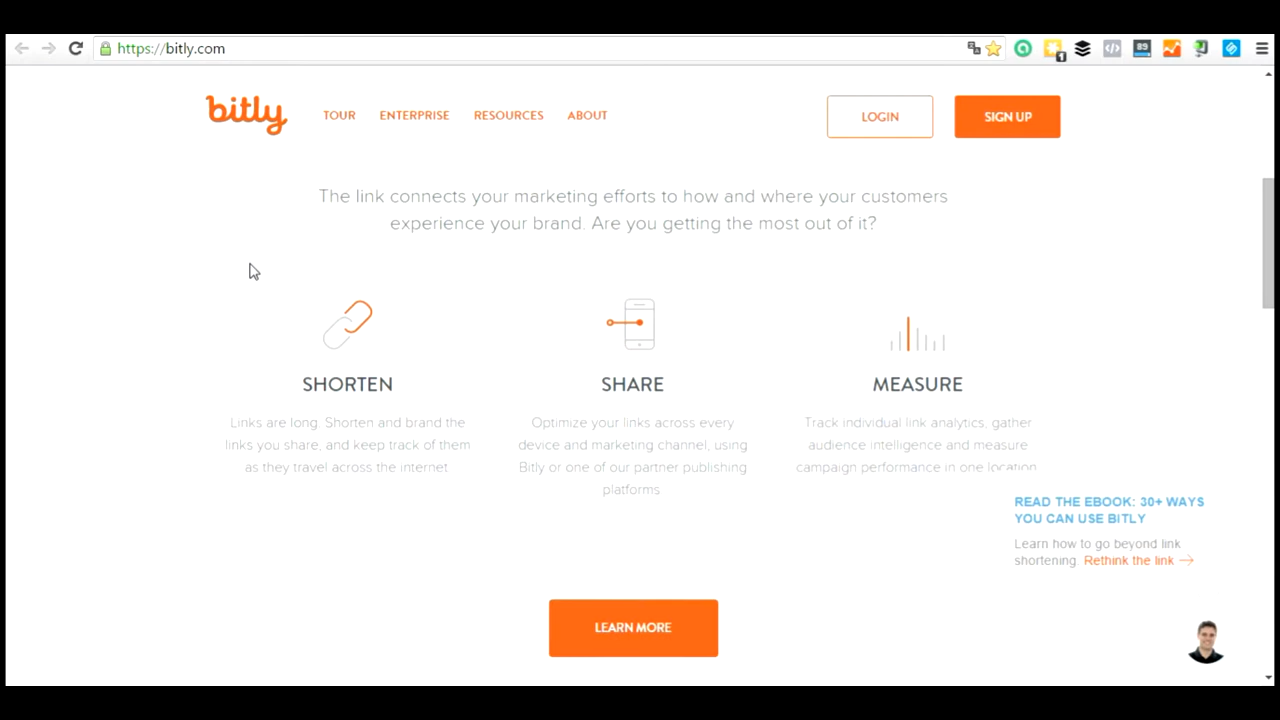 https://bitly.com
1
89
bitly
TOUR
ENTERPRISE
RESOURCES
ABOUT
LOGIN
SIGN UP
The link connects your marketing efforts to how and where your customers
experience your brand. Are you getting the most out of it?
SHORTEN
Links are long. Shorten and brand the
links you share, and keep track of them
as they travel across the internet
SHARE
Optimize your links across every
device and marketing channel, using
Bitly or one of our partner publishing
platforms
MEASURE
Track individual link analytics, gather
audience intelligence and measure
campaign performance in one location
READ THE EBOOK: 30+ WAYS
YOU CAN USE BITLY
Learn how to go beyond link
shortening. Rethink the link →
LEARN MORE